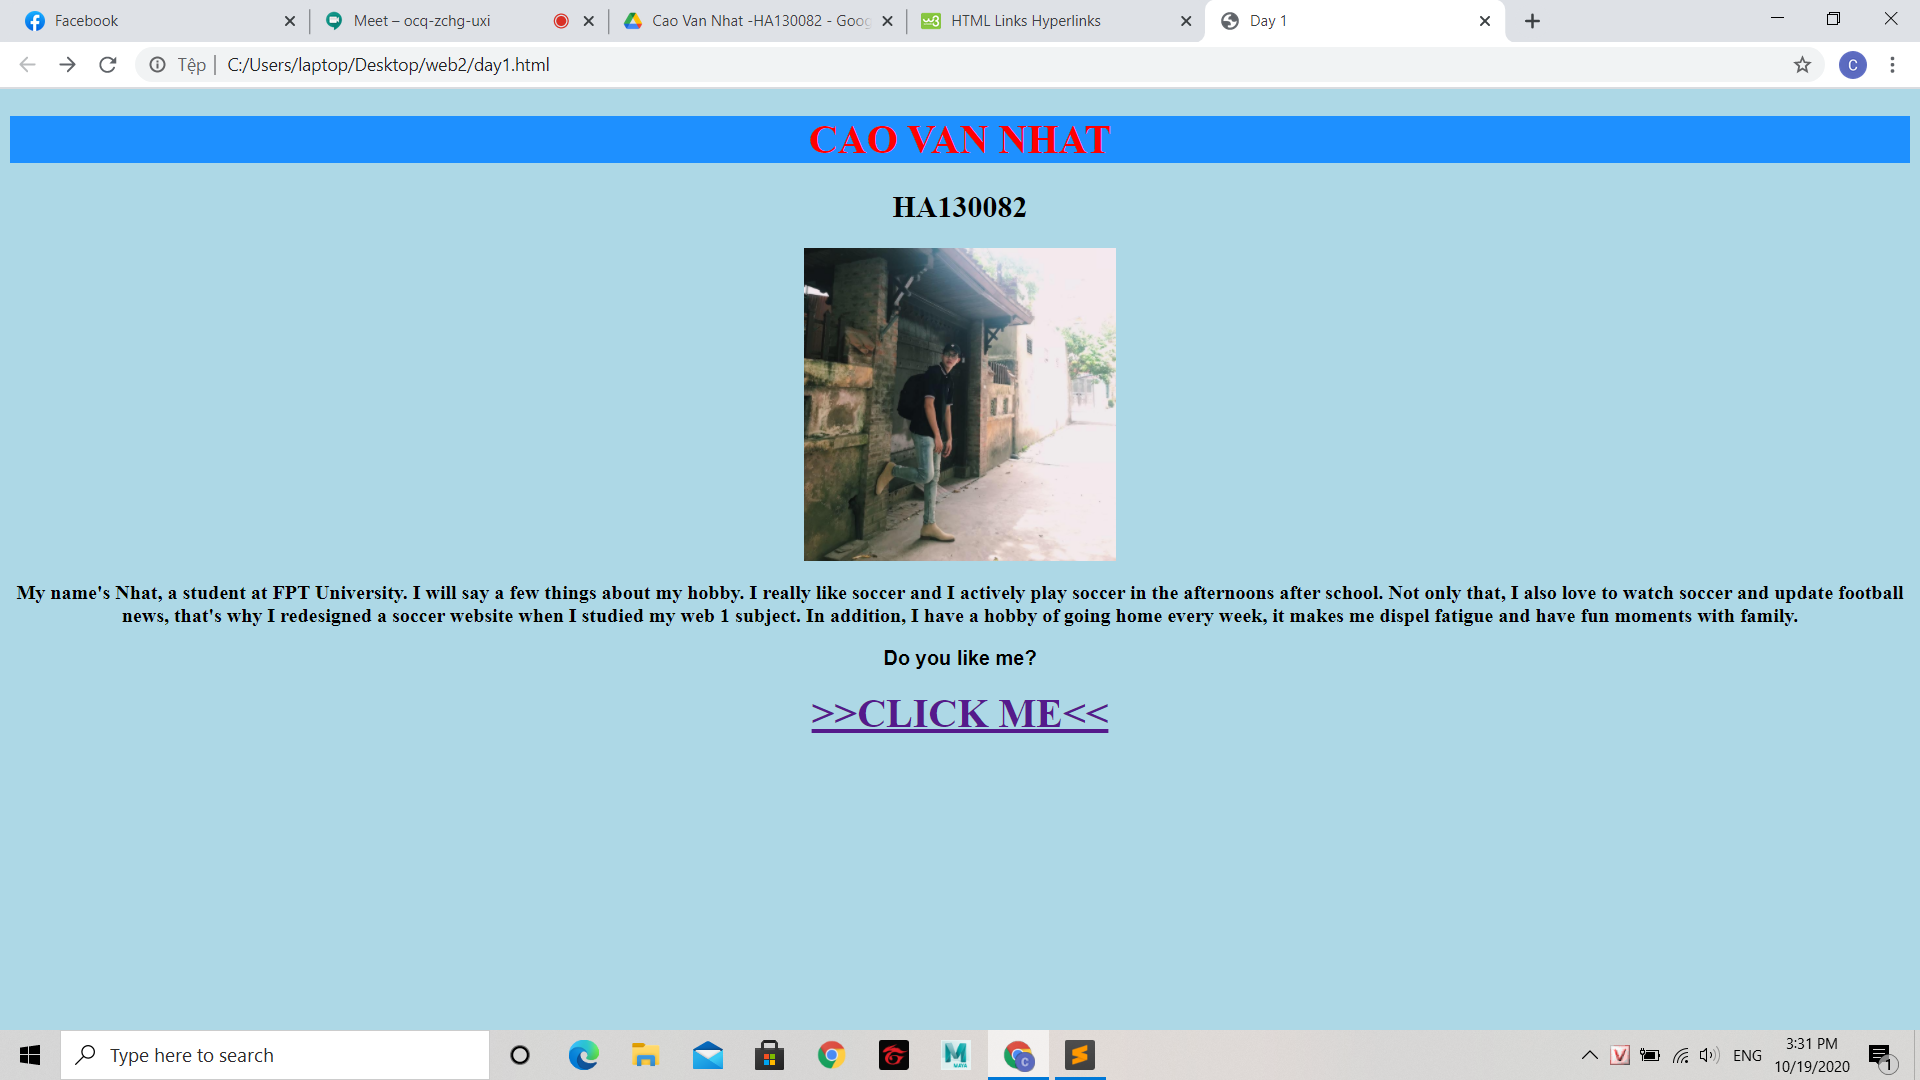 Facebook
Meet – ocq-zchg-uxi
Cao Van Nhat -HA130082 - Goog
HTML Links Hyperlinks
Day 1
Tệp
C:/Users/laptop/Desktop/web2/day1.html
C
CAO VAN NHAT
HA130082
My name's Nhat, a student at FPT University. I will say a few things about my hobby. I really like soccer and I actively play soccer in the afternoons after school. Not only that, I also love to watch soccer and update football
news, that's why I redesigned a soccer website when I studied my web 1 subject. In addition, I have a hobby of going home every week, it makes me dispel fatigue and have fun moments with family.
Do you like me?
>>CLICK ME<<
Type here to search
M
MAYA
C
V
ENG
3:31 PM
10/19/2020
1